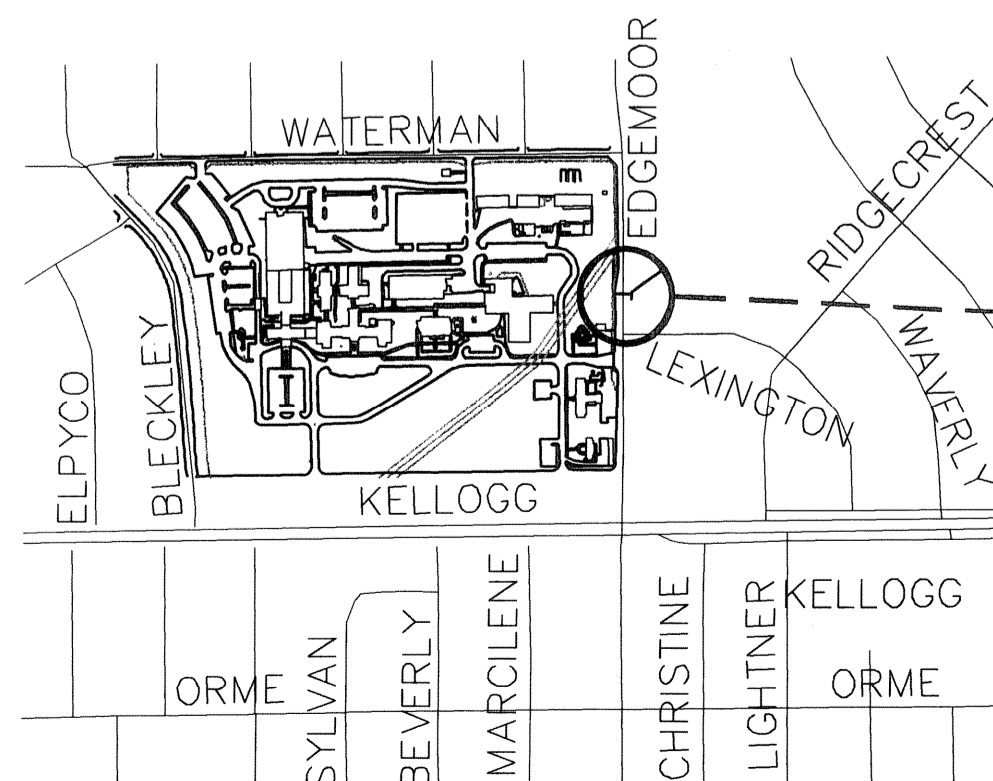 EDGEMOOR
WATERMAN
RIDGECREST
ELPYCO
BLECKLEY
LEXINGTON
WAVERLY
KELLOGG
KELLOGG
ORME
SYLVAN
BEVERLY
MARCILENE
CHRISTINE
LIGHTNER
ORME